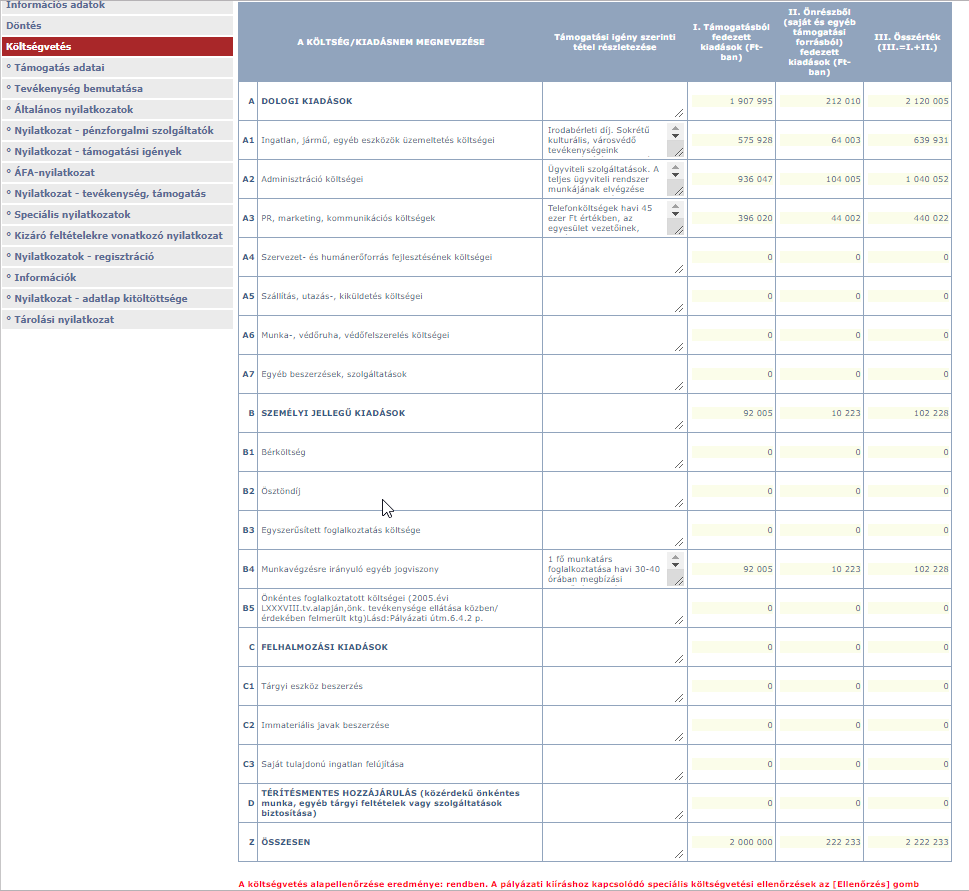 Információs adatok
Döntés
Költségvetés
° Támogatás adatai
° Tevékenység bemutatása
° Általános nyilatkozatok
° Nyilatkozat - pénzforgalmi szolgáltatók
° Nyilatkozat - támogatási igények
° ÁFA-nyilatkozat
° Nyilatkozat - tevékenység, támogatás
° Speciális nyilatkozatok
° Kizáró feltételekre vonatkozó nyilatkozat
° Nyilatkozatok - regisztráció
° Információk
° Nyilatkozat - adatlap kitöltöttsége
° Tárolási nyilatkozat
A KÖLTSÉG/KIADÁSNEM MEGNEVEZÉSE
Támogatási igény szerinti
tétel részletezése
I. Támogatásból
fedezett
kiadások (Ft-
ban)
II. Önrészből
(saját és egyéb
támogatási
forrásból)
fedezett
kiadások (Ft-
ban)
III. Összérték
(III.=I.+II.)
A DOLOGI KIADÁSOK 1 907 995 212 010 2 120 005
A1 Ingatlan, jármű, egyéb eszközök üzemeltetés költségei
Irodabérleti díj. Sokrétű
kulturális, városvédő
tevékenységeink
575 928 64 003 639 931
A2 Adminisztráció költségei
Ügyviteli szolgáltatások. A
teljes ügyviteli rendszer
munkájának elvégzése
936 047 104 005 1 040 052
A3 PR, marketing, kommunikációs költségek
Telefonköltségek havi 45
ezer Ft értékben, az
egyesület vezetőinek,
396 020 44 002 440 022
A4 Szervezet- és humánerőforrás fejlesztésének költségei 0 0 0
A5 Szállítás, utazás-, kiküldetés költségei 0 0 0
A6 Munka-, védőruha, védőfelszerelés költségei 0 0 0
A7 Egyéb beszerzések, szolgáltatások 0 0 0
B SZEMÉLYI JELLEGŰ KIADÁSOK 92 005 10 223 102 228
B1 Bérköltség 0 0 0
B2 Ösztöndíj 0 0 0
B3 Egyszerűsített foglalkoztatás költsége 0 0 0
B4 Munkavégzésre irányuló egyéb jogviszony
1 fő munkatárs
foglalkoztatása havi 30-40
órában megbízási
92 005 10 223 102 228
B5 Önkéntes foglalkoztatott költségei (2005.évi
LXXXVIII.tv.alapján,önk. tevékenysége ellátása közben/
érdekében felmerült ktg)Lásd:Pályázati útm.6.4.2 p.
0 0 0
C FELHALMOZÁSI KIADÁSOK 0 0 0
C1 Tárgyi eszköz beszerzés 0 0 0
C2 Immateriális javak beszerzése 0 0 0
C3 Saját tulajdonú ingatlan felújítása 0 0 0
D TÉRÍTÉSMENTES HOZZÁJÁRULÁS (közérdekű önkéntes
munka, egyéb tárgyi feltételek vagy szolgáltatások
biztosítása)
0 0 0
Z ÖSSZESEN 2 000 000 222 233 2 222 233
A költségvetés alapellenőrzése eredménye: rendben. A pályázati kiíráshoz kapcsolódó speciális költségvetési ellenőrzések az [Ellenőrzés] gomb